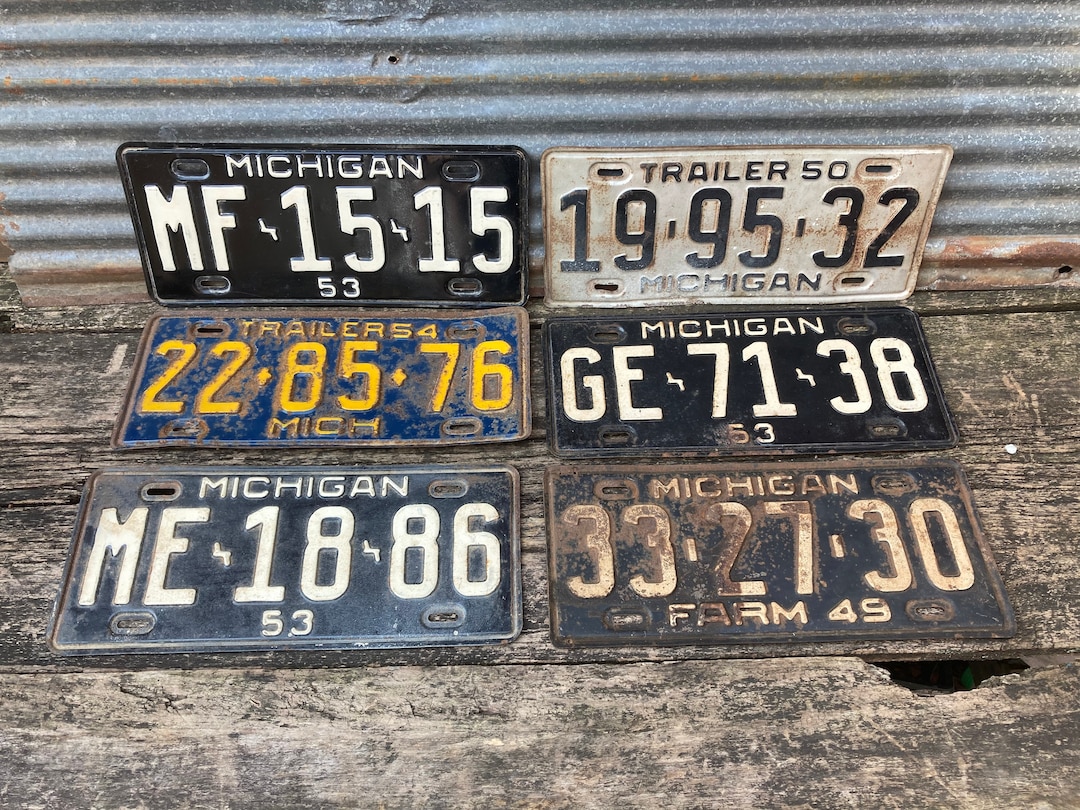 MICHIGAN
MF-15-15
53
TRAILER 50
19-95-32
MICHIGAN
TRAILER 54
22-85-76
MICH
MICHIGAN
GE-71-38
53
MICHIGAN
ME-18-86
53
MICHIGAN
33-27-30
FARM 49